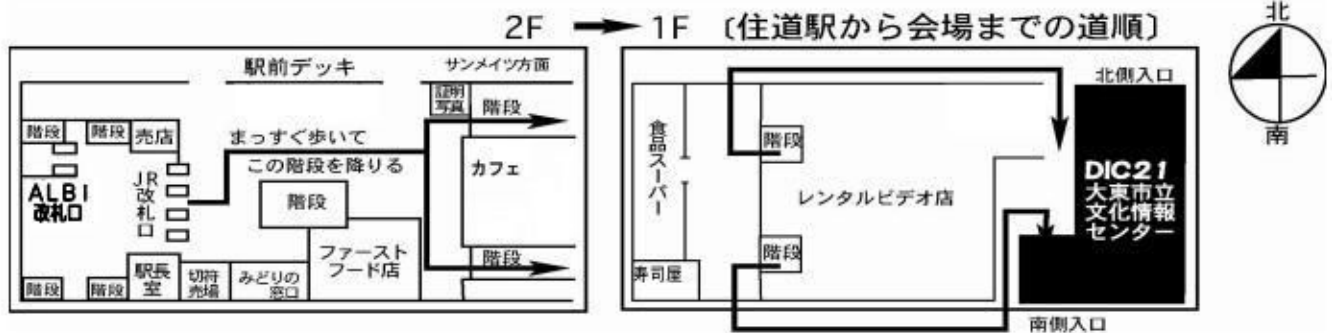 2F → 1F 〔住道駅から会場までの道順〕
北
南
駅前デッキ
サンメイツ方面
証明
写真
階段
階段
階段
売店
まっすぐ歩いて
この階段を降りる
カフェ
ALBI
改札口
JR
改
札
口
階段
ファースト
フード店
階段
階段
階段
駅長
室
切符
売場
みどりの
窓口
北側入口
食品スーパー
階段
レンタルビデオ店
DIC21
大東市立
文化情報
センター
階段
寿司屋
南側入口